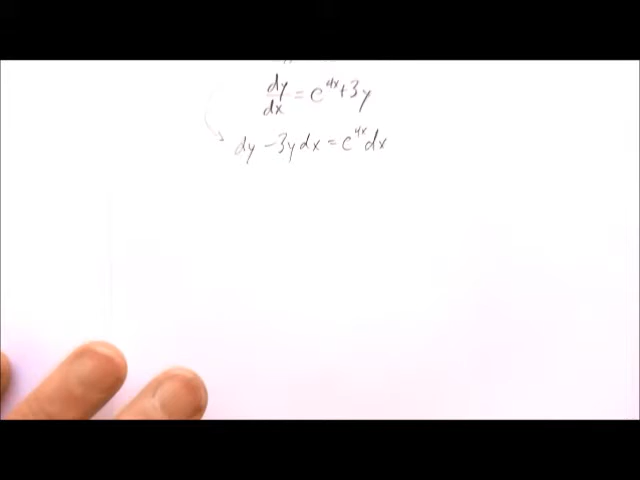 dy/dx = e^4x + 3y
dy - 3y dx = e^4x dx